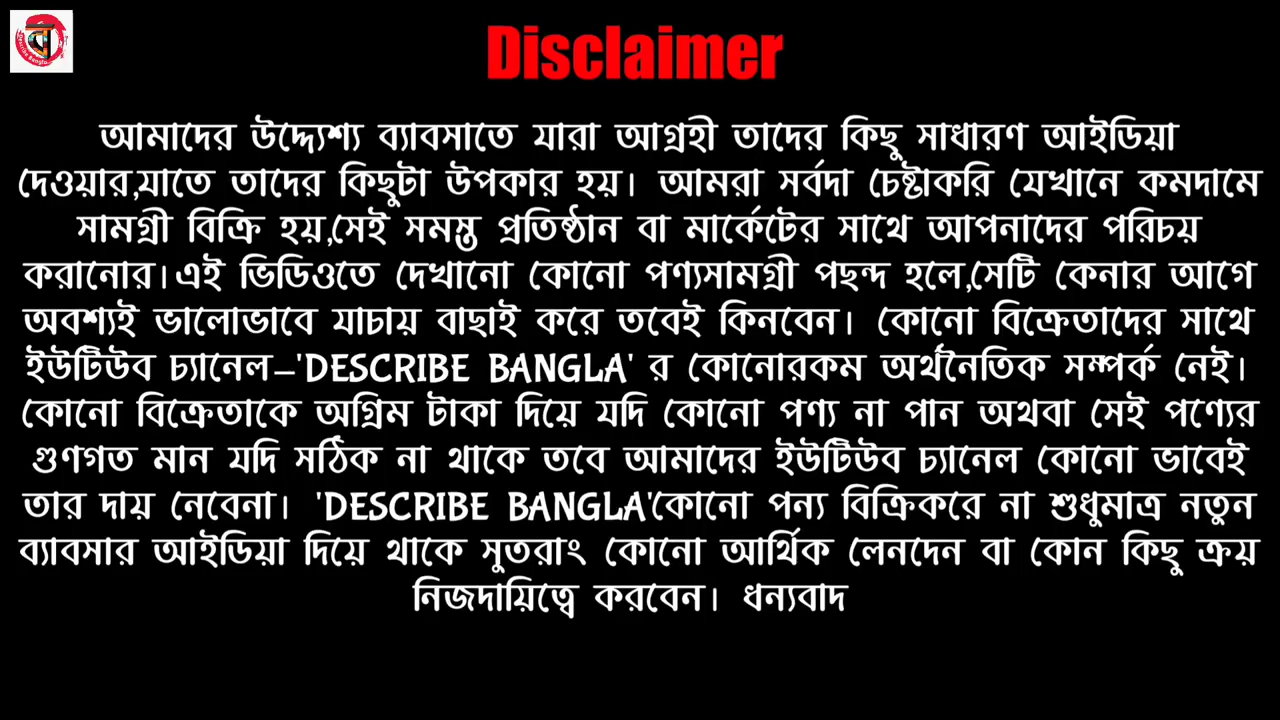 Disclaimer
আমাদের উদ্দ্যেশ্য ব্যাবসাতে যারা আগ্রহী তাদের কিছু সাধারণ আইডিয়া
দেওয়ার,যাতে তাদের কিছুটা উপকার হয়। আমরা সর্বদা চেষ্টাকরি যেখানে কমদামে
সামগ্রী বিক্রি হয়,সেই সমস্ত প্রতিষ্ঠান বা মার্কেটের সাথে আপনাদের পরিচয়
করানোর।এই ভিডিওতে দেখানো কোনো পণ্যসামগ্রী পছন্দ হলে,সেটি কেনার আগে
অবশ্যই ভালোভাবে যাচায় বাছাই করে তবেই কিনবেন। কোনো বিক্রেতাদের সাথে
ইউটিউব চ্যানেল–'DESCRIBE BANGLA' র কোনোরকম অর্থনৈতিক সম্পর্ক নেই।
কোনো বিক্রেতাকে অগ্রিম টাকা দিয়ে যদি কোনো পণ্য না পান অথবা সেই পণ্যের
গুণগত মান যদি সঠিক না থাকে তবে আমাদের ইউটিউব চ্যানেল কোনো ভাবেই
তার দায় নেবেনা। 'DESCRIBE BANGLA'কোনো পন্য বিক্রিকরে না শুধুমাত্র নতুন
ব্যাবসার আইডিয়া দিয়ে থাকে সুতরাং কোনো আর্থিক লেনদেন বা কোন কিছু ক্রয়
নিজদায়িত্বে করবেন। ধন্যবাদ